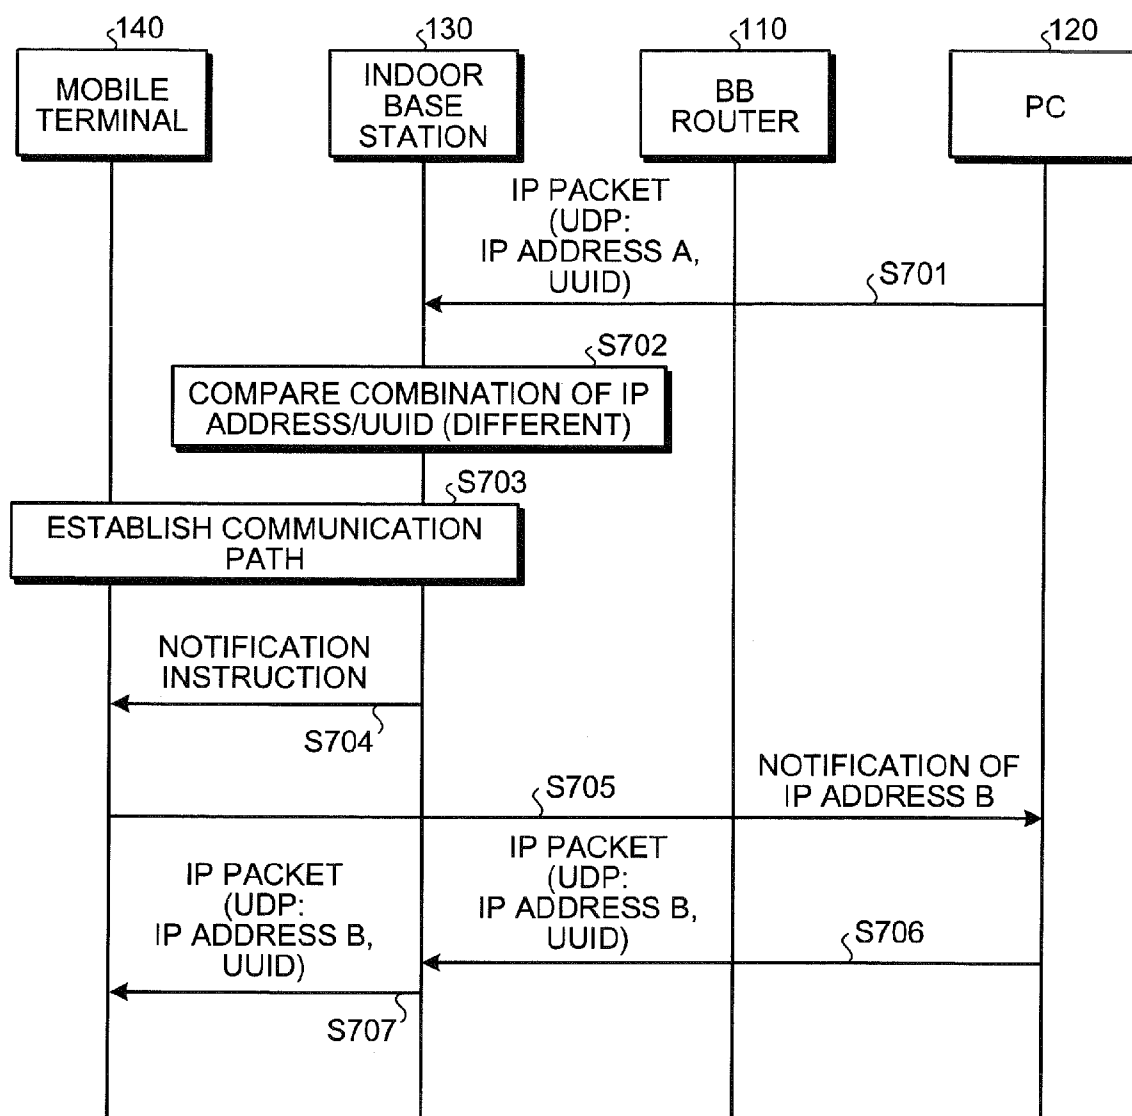 140
130
110
120
MOBILE
TERMINAL
INDOOR
BASE
STATION
BB
ROUTER
PC
IP PACKET
(UDP:
IP ADDRESS A,
UUID)
S701
S702
COMPARE COMBINATION OF IP
ADDRESS/UUID (DIFFERENT)
S703
ESTABLISH COMMUNICATION
PATH
NOTIFICATION
INSTRUCTION
S704
S705
NOTIFICATION OF
IP ADDRESS B
IP PACKET
(UDP:
IP ADDRESS B,
UUID)
S706
IP PACKET
(UDP:
IP ADDRESS B,
UUID)
S707